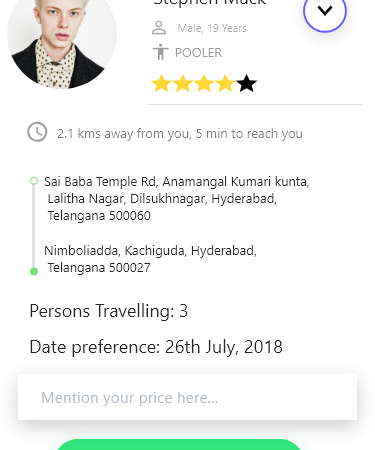 Stephen Mack
Male, 19 Years
POOLER
2.1 kms away from you, 5 min to reach you
Sai Baba Temple Rd, Anamangal Kumari kunta,
Lalitha Nagar, Dilsukhnagar, Hyderabad,
Telangana 500060
Nimboliadda, Kachiguda, Hyderabad,
Telangana 500027
Persons Travelling: 3
Date preference: 26th July, 2018
Mention your price here...